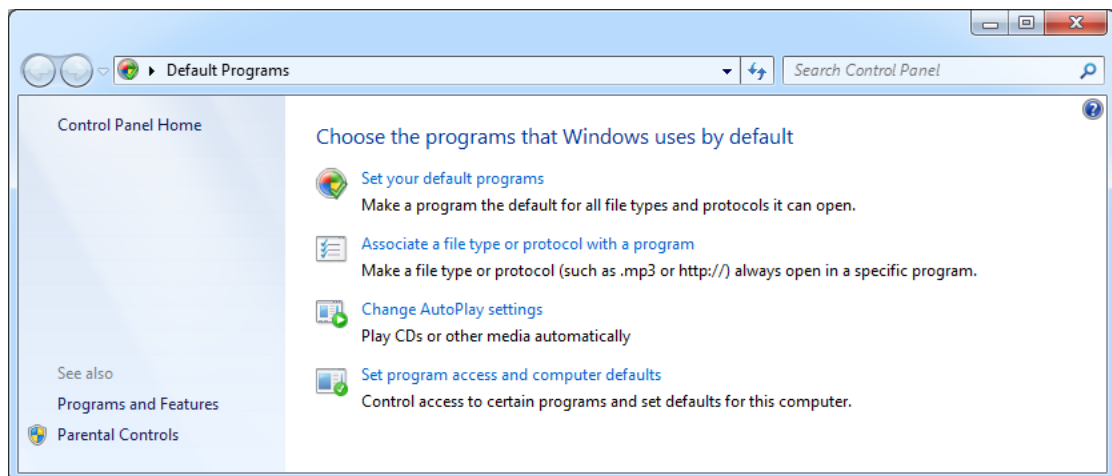 Default Programs
Search Control Panel
Control Panel Home
Choose the programs that Windows uses by default
Set your default programs
Make a program the default for all file types and protocols it can open.
Associate a file type or protocol with a program
Make a file type or protocol (such as .mp3 or http://) always open in a specific program.
Change AutoPlay settings
Play CDs or other media automatically
Set program access and computer defaults
Control access to certain programs and set defaults for this computer.
See also
Programs and Features
Parental Controls